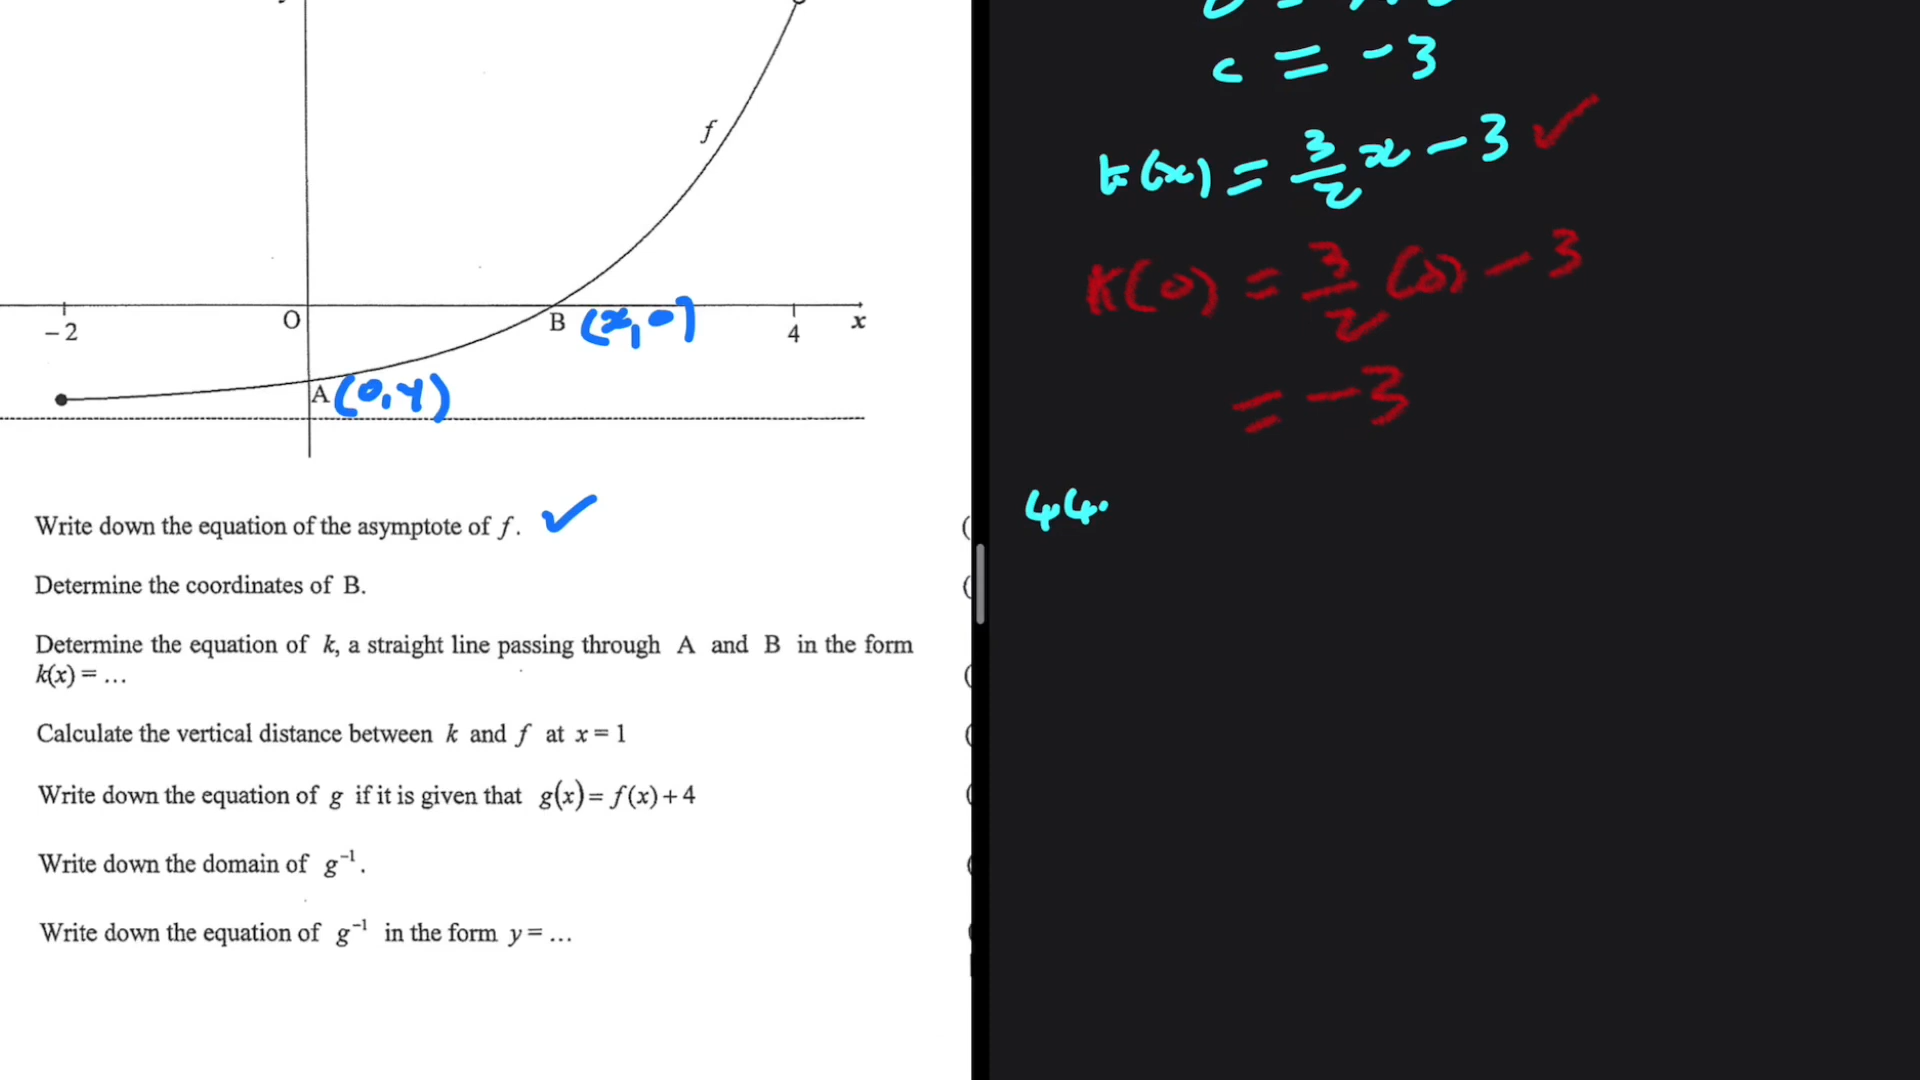 f
-2
O
B (x, 0)
4
x
A (0, y)
Write down the equation of the asymptote of f. ✓
Determine the coordinates of B.
Determine the equation of k, a straight line passing through A and B in the form
k(x) = ...
Calculate the vertical distance between k and f at x = 1
Write down the equation of g if it is given that g(x) = f(x) + 4
Write down the domain of g⁻¹.
Write down the equation of g⁻¹ in the form y = ...
c = -3
k(x) = 3/2 x - 3 ✓
k(0) = 3/2 (0) - 3
= -3
44.